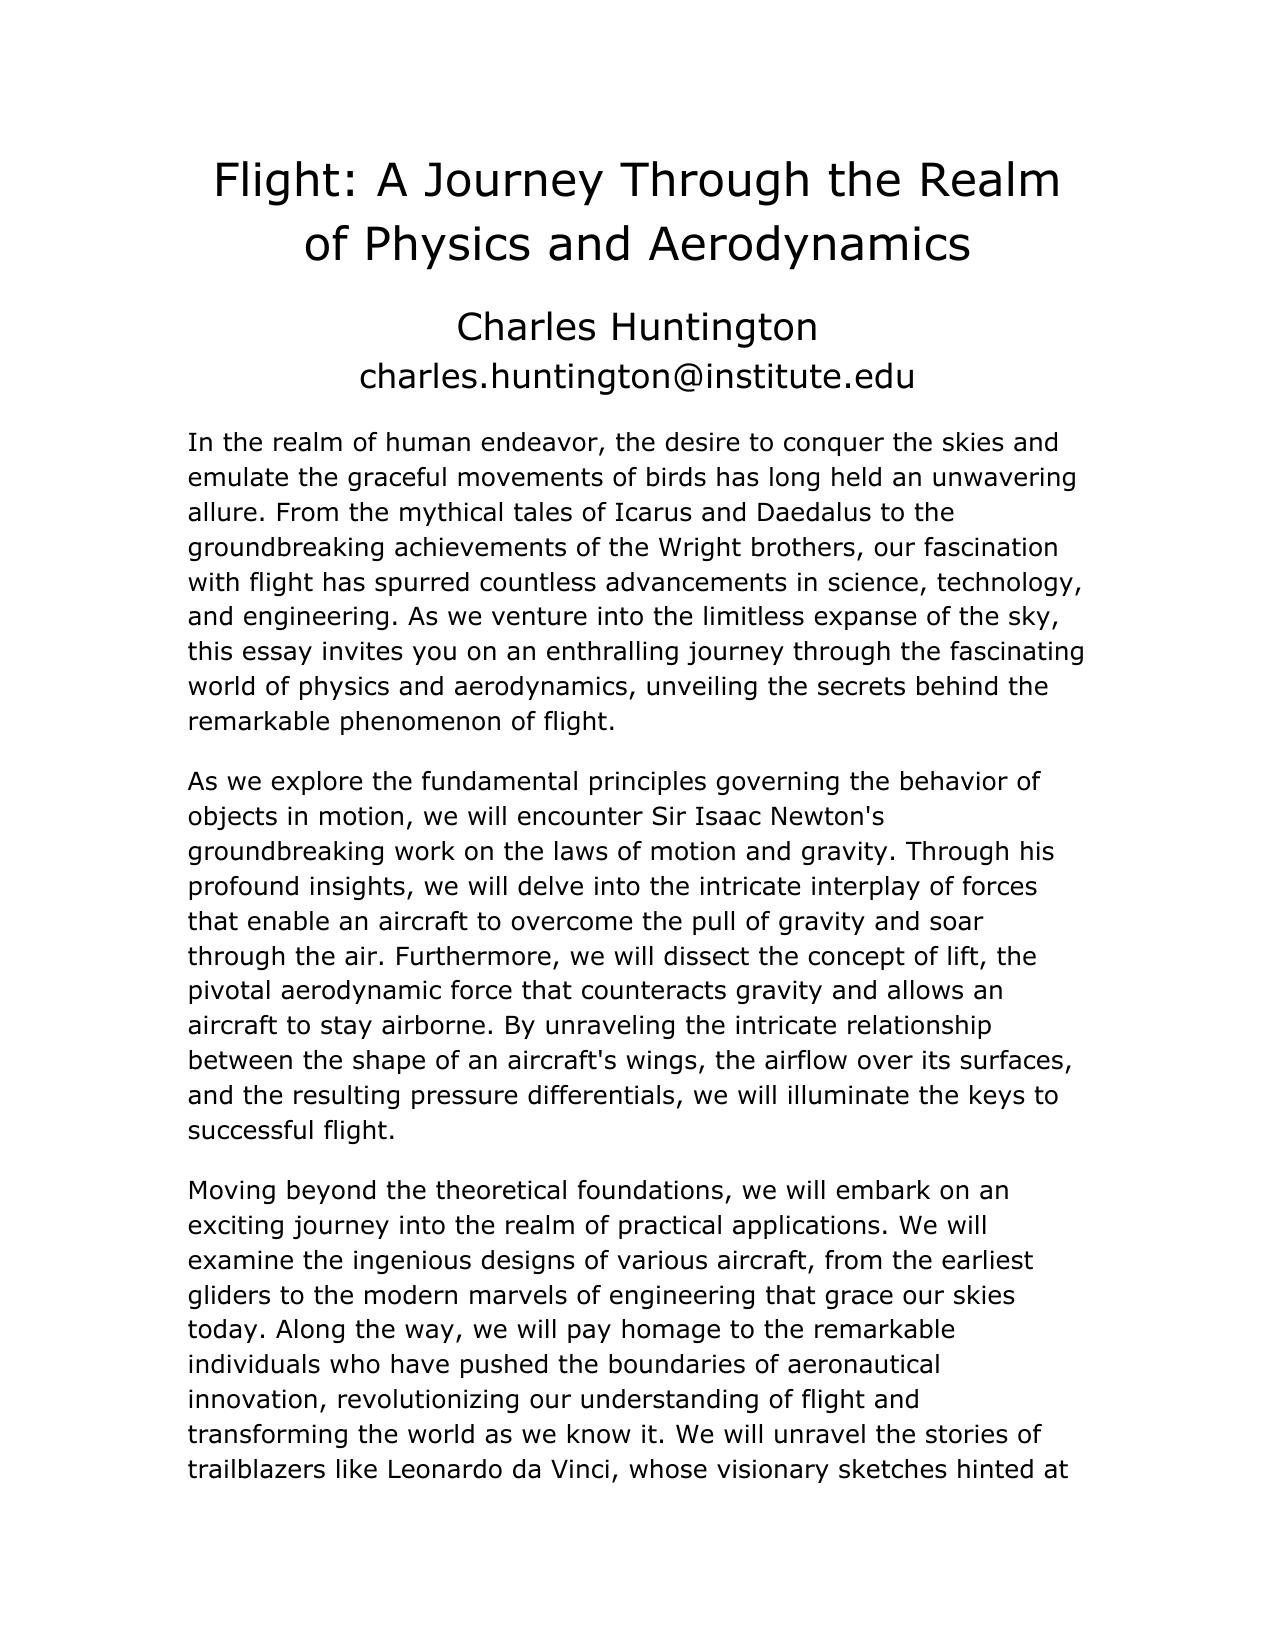 Flight: A Journey Through the Realm
of Physics and Aerodynamics
Charles Huntington
charles.huntington@institute.edu
In the realm of human endeavor, the desire to conquer the skies and
emulate the graceful movements of birds has long held an unwavering
allure. From the mythical tales of Icarus and Daedalus to the
groundbreaking achievements of the Wright brothers, our fascination
with flight has spurred countless advancements in science, technology,
and engineering. As we venture into the limitless expanse of the sky,
this essay invites you on an enthralling journey through the fascinating
world of physics and aerodynamics, unveiling the secrets behind the
remarkable phenomenon of flight.
As we explore the fundamental principles governing the behavior of
objects in motion, we will encounter Sir Isaac Newton's
groundbreaking work on the laws of motion and gravity. Through his
profound insights, we will delve into the intricate interplay of forces
that enable an aircraft to overcome the pull of gravity and soar
through the air. Furthermore, we will dissect the concept of lift, the
pivotal aerodynamic force that counteracts gravity and allows an
aircraft to stay airborne. By unraveling the intricate relationship
between the shape of an aircraft's wings, the airflow over its surfaces,
and the resulting pressure differentials, we will illuminate the keys to
successful flight.
Moving beyond the theoretical foundations, we will embark on an
exciting journey into the realm of practical applications. We will
examine the ingenious designs of various aircraft, from the earliest
gliders to the modern marvels of engineering that grace our skies
today. Along the way, we will pay homage to the remarkable
individuals who have pushed the boundaries of aeronautical
innovation, revolutionizing our understanding of flight and
transforming the world as we know it. We will unravel the stories of
trailblazers like Leonardo da Vinci, whose visionary sketches hinted at